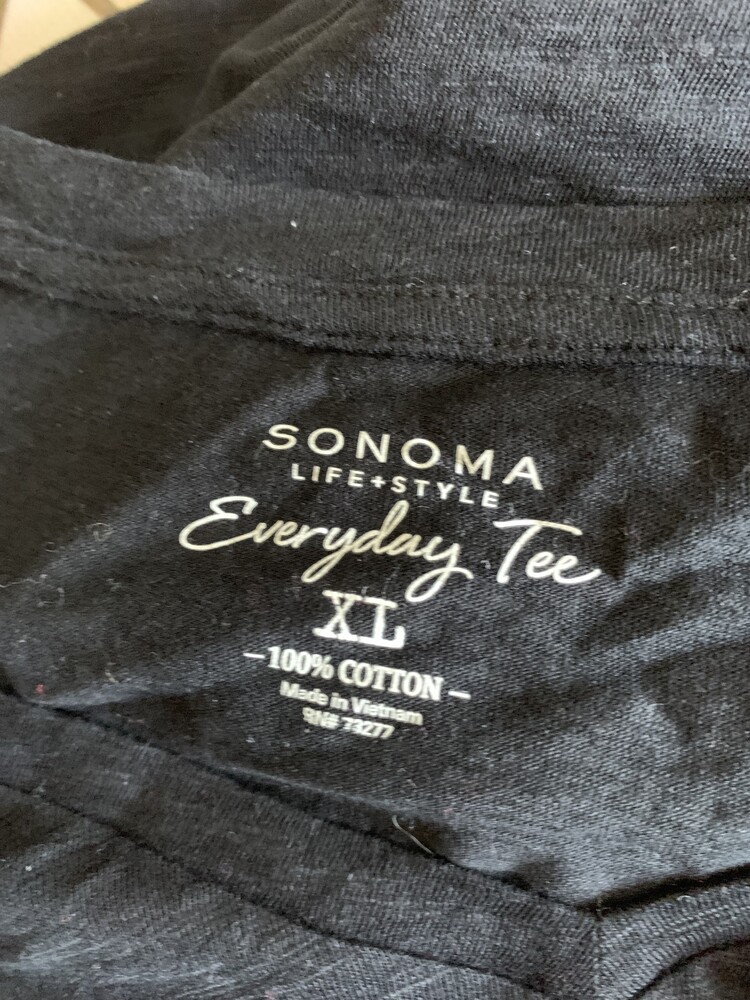 SONOMA
LIFE+STYLE
Everyday Tee
XL
—100% COTTON—
Made in Vietnam
RN# 73277